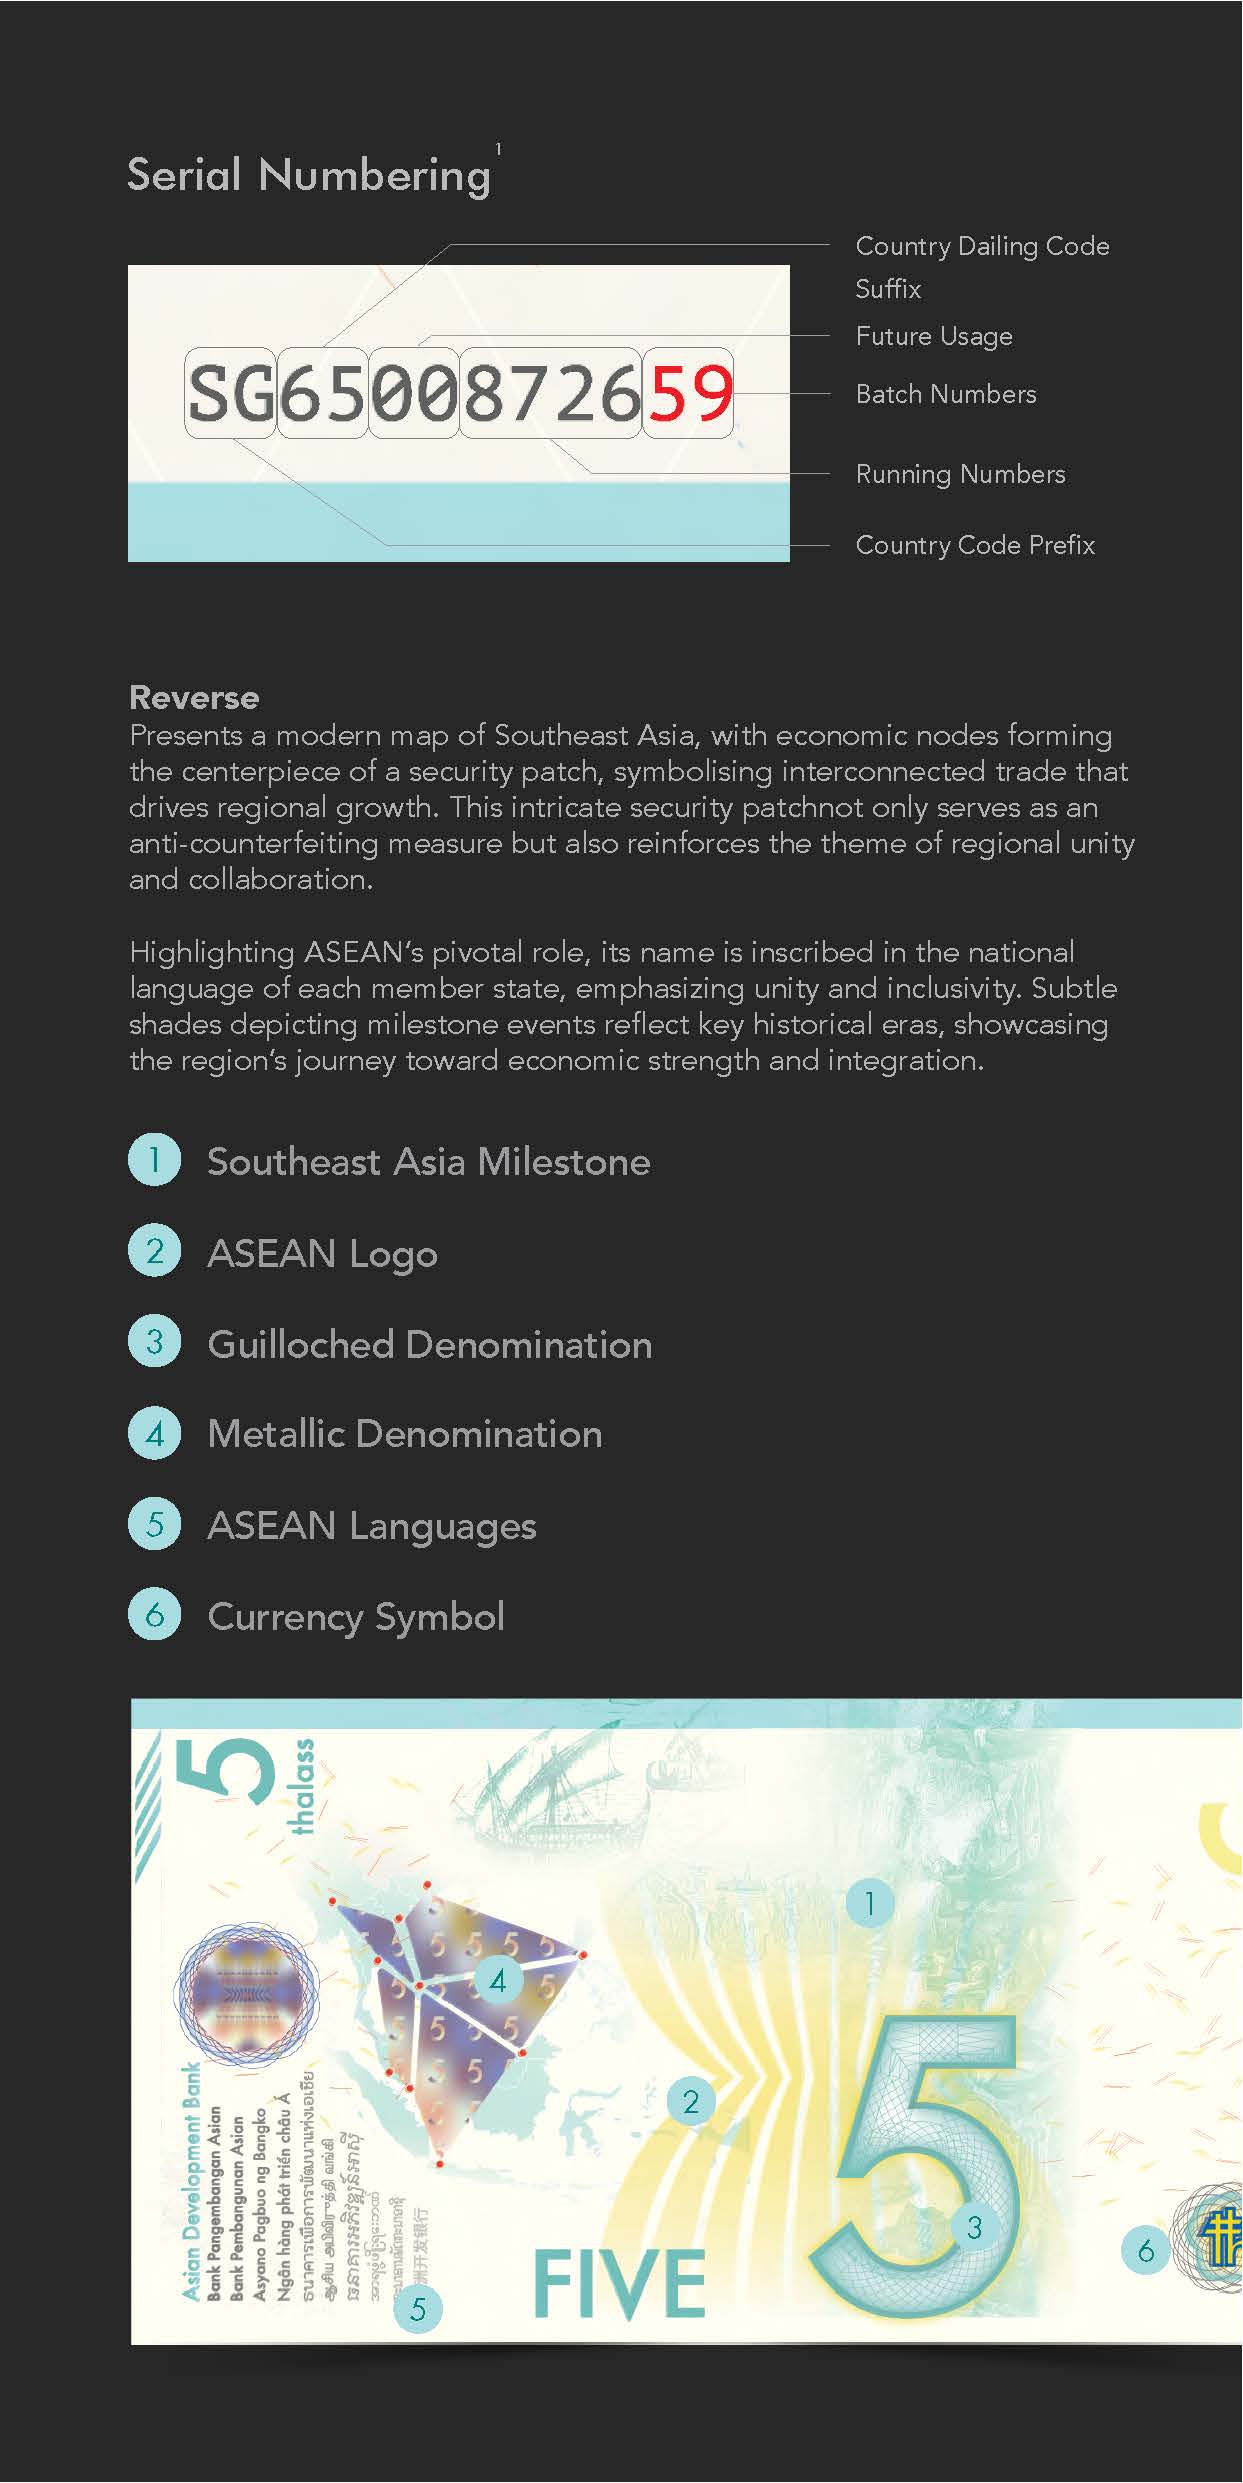 Serial Numbering¹
Country Dailing Code
Suffix
Future Usage
SG650087265​9
Batch Numbers
Running Numbers
Country Code Prefix
Reverse
Presents a modern map of Southeast Asia, with economic nodes forming
the centerpiece of a security patch, symbolising interconnected trade that
drives regional growth. This intricate security patchnot only serves as an
anti-counterfeiting measure but also reinforces the theme of regional unity
and collaboration.
Highlighting ASEAN’s pivotal role, its name is inscribed in the national
language of each member state, emphasizing unity and inclusivity. Subtle
shades depicting milestone events reflect key historical eras, showcasing
the region’s journey toward economic strength and integration.
1 Southeast Asia Milestone
2 ASEAN Logo
3 Guilloched Denomination
4 Metallic Denomination
5 ASEAN Languages
6 Currency Symbol
5
thalass
1
4
5 5 5 5
2
5
3
6
Asian Development Bank
Bank Pangembangan Asian
Bank Pembangunan Asian
Asyano Pagbuo ng Bangko
Ngân hàng phát triển châu Á
ธนาคารเพื่อการพัฒนาแห่งเอเชีย
洲开发银行
5
FIVE